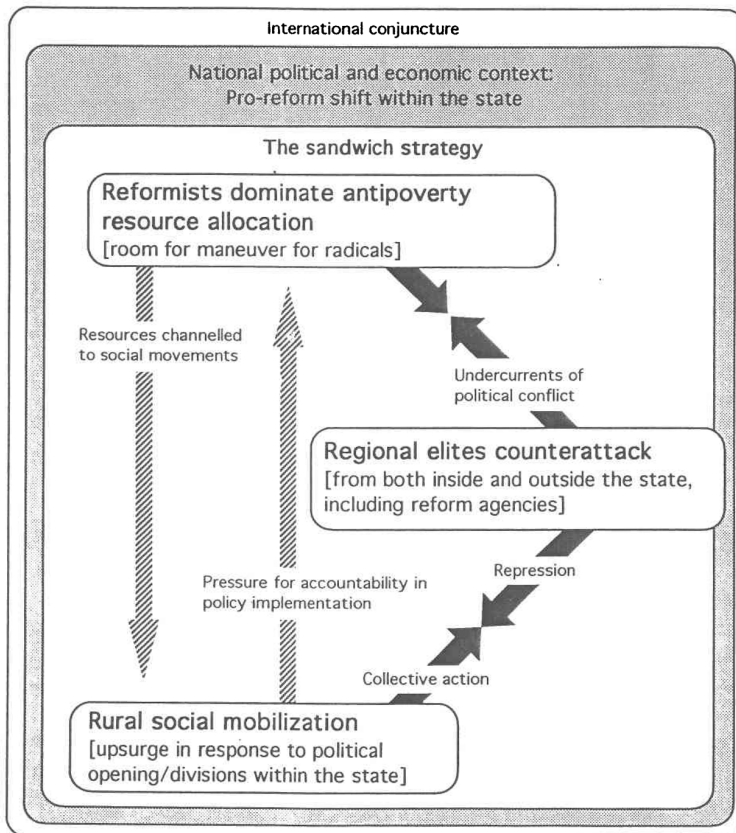 International conjuncture
National political and economic context:
Pro-reform shift within the state
The sandwich strategy
Reformists dominate antipoverty
resource allocation
[room for maneuver for radicals]
Resources channelled
to social movements
Undercurrents of
political conflict
Regional elites counterattack
[from both inside and outside the state,
including reform agencies]
Repression
Pressure for accountability in
policy implementation
Collective action
Rural social mobilization
[upsurge in response to political
opening/divisions within the state]